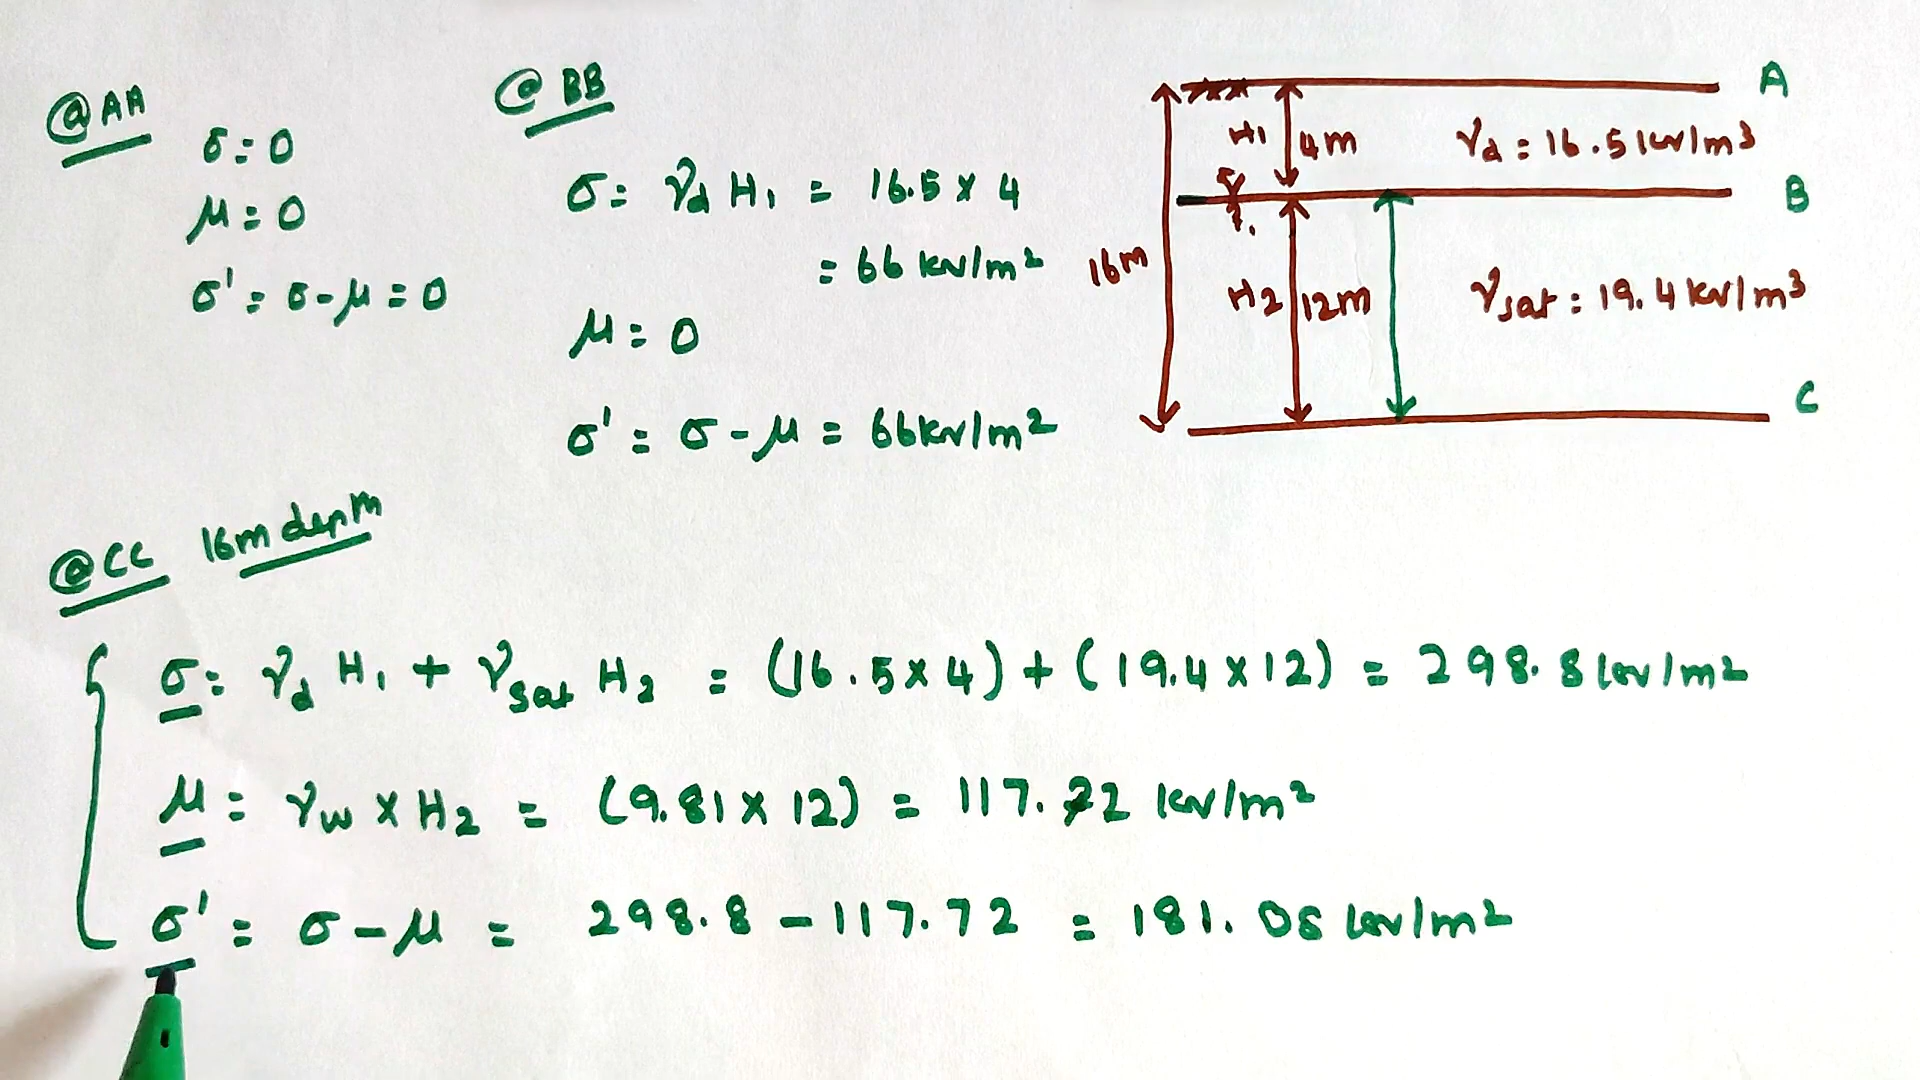 @AA
σ = 0
μ = 0
σ' = σ - μ = 0
@ BB
σ = γd H1 = 16.5 × 4
= 66 kN/m2
μ = 0
σ' = σ - μ = 66 kN/m2
A
H1 4m γd = 16.5 kN/m3
B
16m
H2 12m γsat = 19.4 kN/m3
C
@CC 16m depth
σ = γd H1 + γsat H2 = (16.5 × 4) + (19.4 × 12) = 298.8 kN/m2
μ = γw × H2 = (9.81 × 12) = 117.72 kN/m2
σ' = σ - μ = 298.8 - 117.72 = 181.08 kN/m2